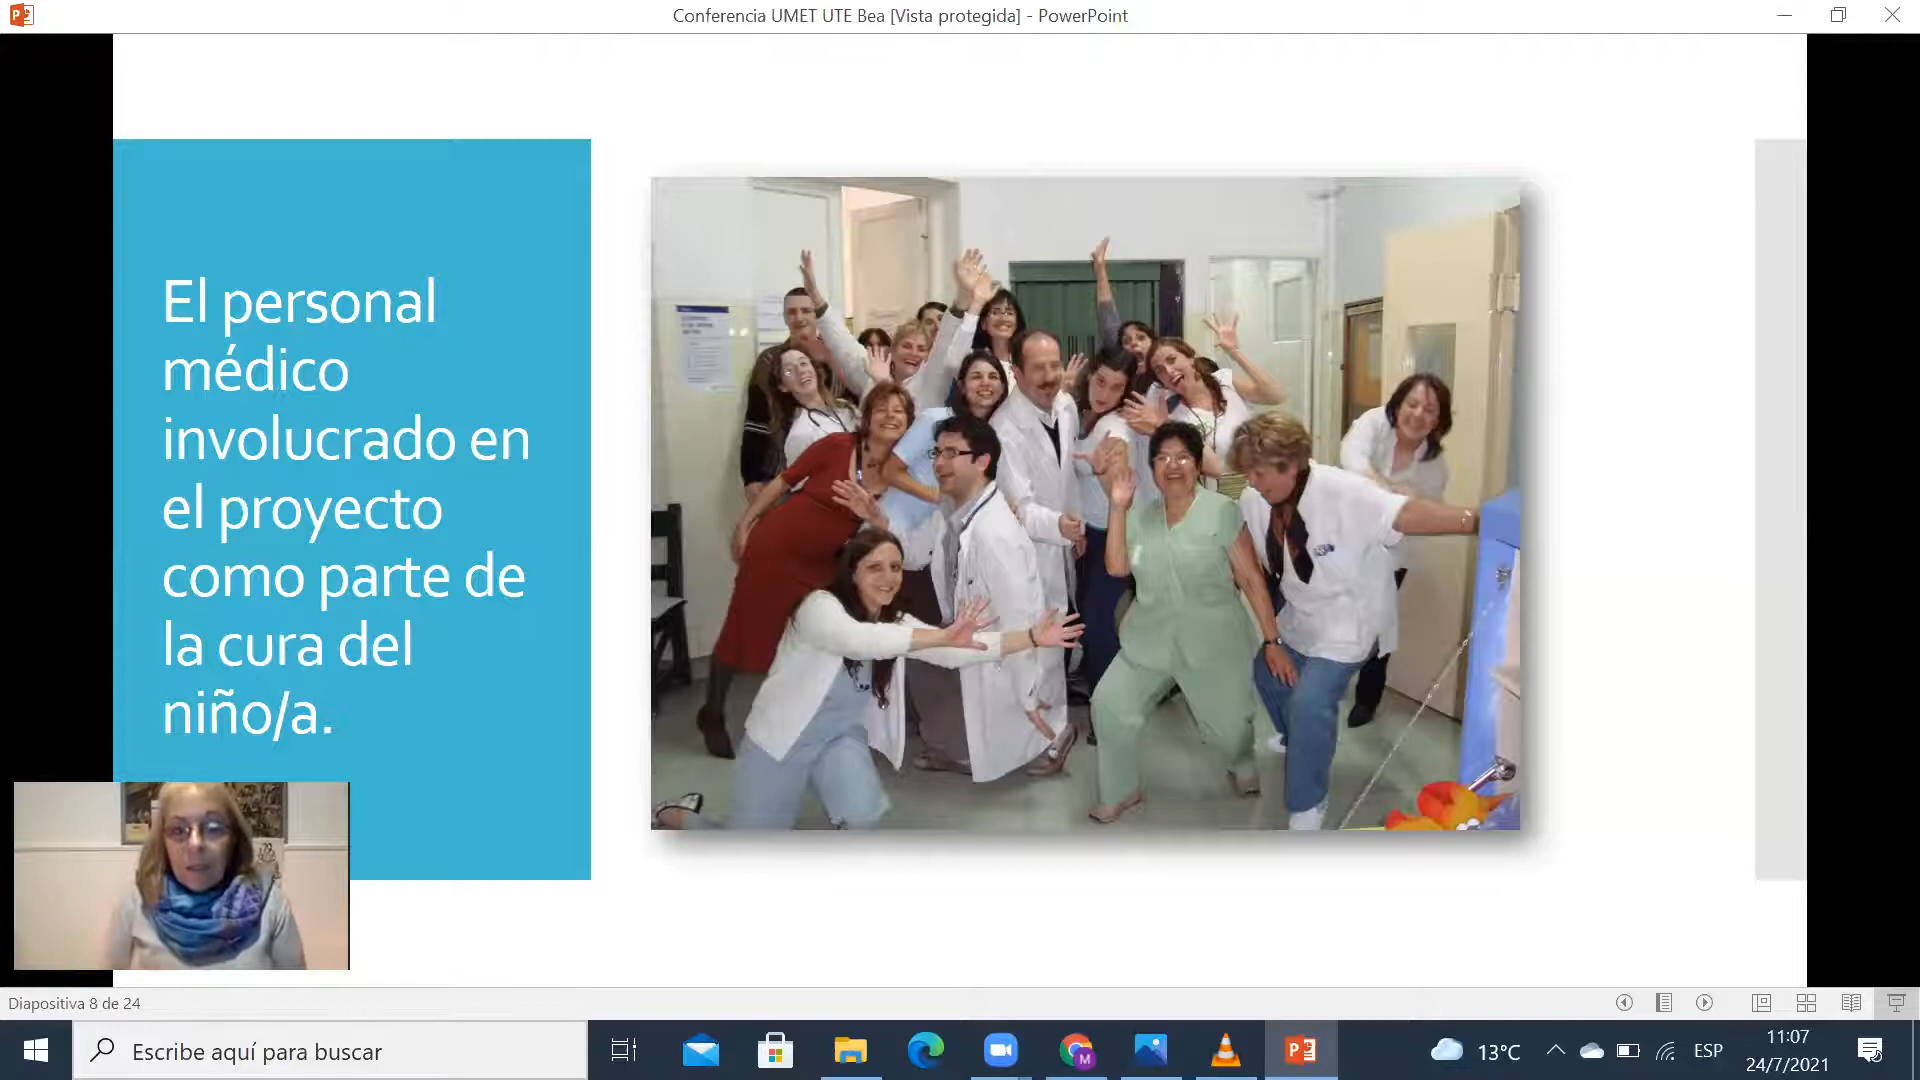 Conferencia UMET UTE Bea [Vista protegida] - PowerPoint
El personal
médico
involucrado en
el proyecto
como parte de
la cura del
niño/a.
Diapositiva 8 de 24
Escribe aquí para buscar
13°C
ESP
11:07
24/7/2021